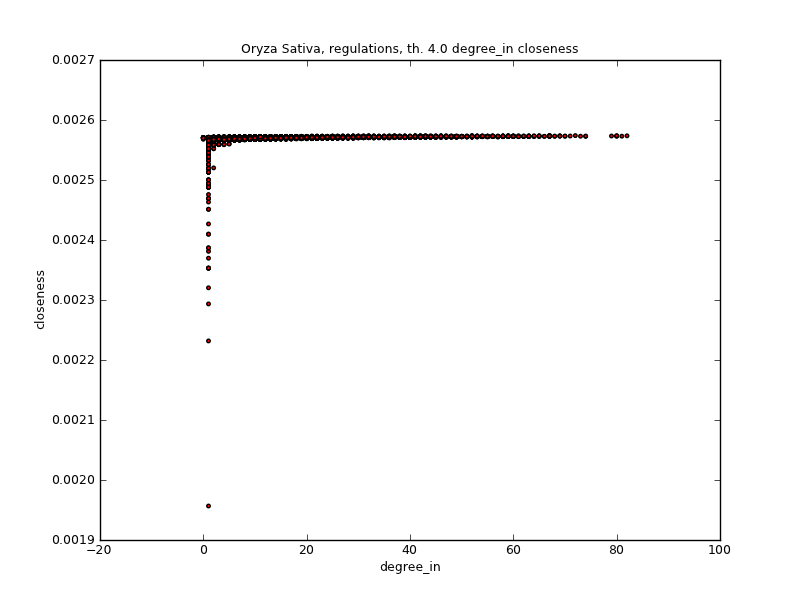 Oryza Sativa, regulations, th. 4.0 degree_in closeness
0.0027
0.0026
0.0025
0.0024
0.0023
0.0022
0.0021
0.0020
0.0019
closeness
−20 0 20 40 60 80 100
degree_in